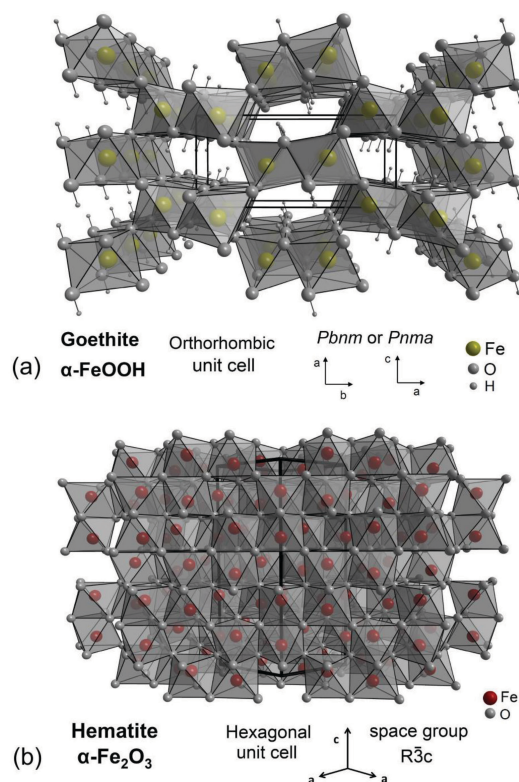 Goethite
α-FeOOH
(a)
Orthorhombic
unit cell
Pbnm or Pnma
a
b
c
a
Fe
O
H
Hematite
α-Fe₂O₃
(b)
Hexagonal
unit cell
c
a
a
space group
R3̅c
Fe
O